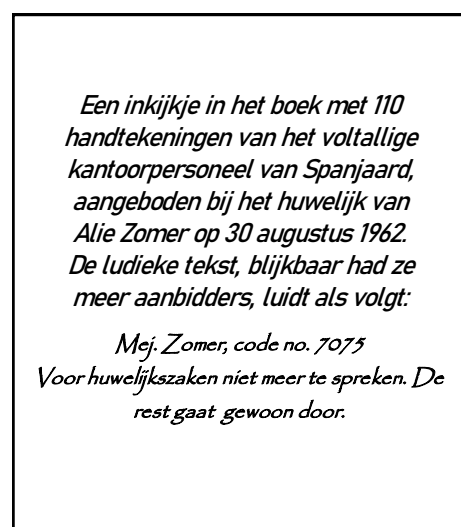 Een inkijkje in het boek met 110
handtekeningen van het voltallige
kantoorpersoneel van Spanjaard,
aangeboden bij het huwelijk van
Alie Zomer op 30 augustus 1962.
De ludieke tekst, blijkbaar had ze
meer aanbidders, luidt als volgt:
Mej. Zomer, code no. 7075
Voor huwelijkszaken niet meer te spreken. De
rest gaat gewoon door.